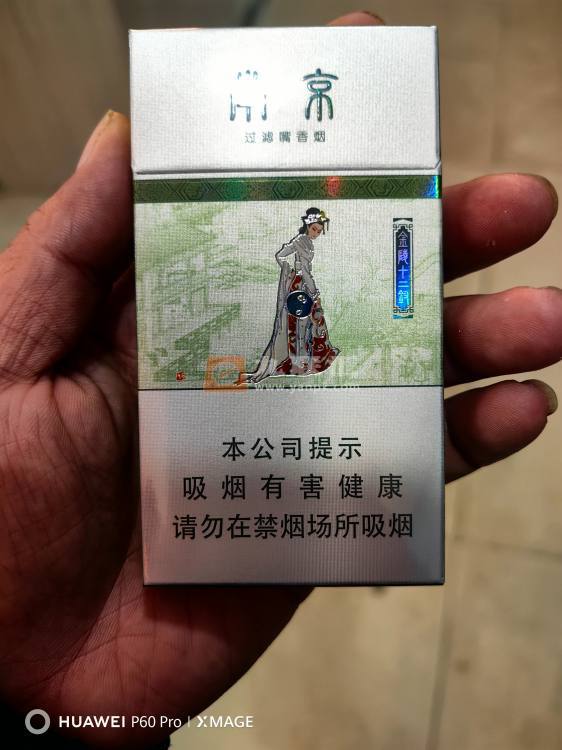 南京
过滤嘴香烟
金陵十二钗
本公司提示
吸烟有害健康
请勿在禁烟场所吸烟
HUAWEI P60 Pro | XMAGE